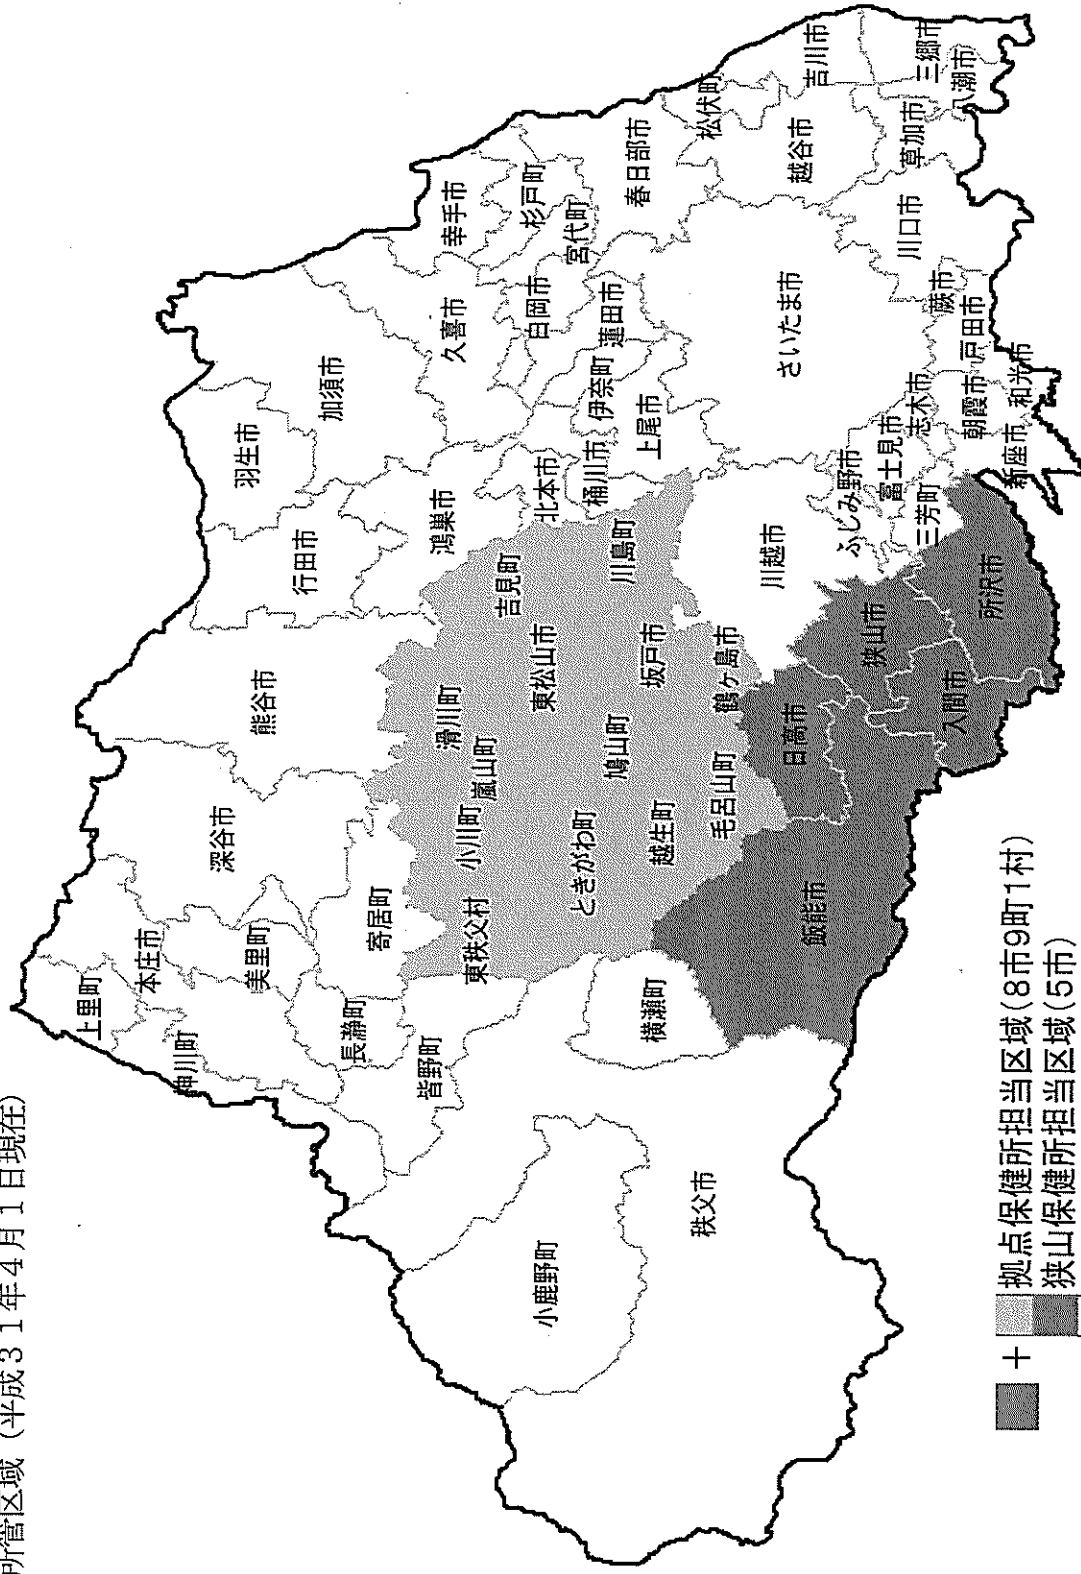 所管区域（平成３１年４月１日現在）
上里町
本庄市
神川町
美里町
深谷市
熊谷市
行田市
羽生市
加須市
長瀞町
寄居町
皆野町
東秩父村
小川町
嵐山町
滑川町
吉見町
鴻巣市
久喜市
幸手市
小鹿野町
ときがわ町
鳩山町
東松山市
北本市
白岡市
杉戸町
宮代町
横瀬町
越生町
坂戸市
川島町
桶川市
伊奈町
蓮田市
上尾市
春日部市
松伏町
秩父市
毛呂山町
鶴ヶ島市
川越市
さいたま市
越谷市
吉川市
飯能市
日高市
狭山市
ふじみ野市
富士見市
志木市
三芳町
川口市
草加市
三郷市
八潮市
入間市
所沢市
新座市
朝霞市
和光市
戸田市
蕨市
＋ 拠点保健所担当区域(8市9町1村)
狭山保健所担当区域(5市)